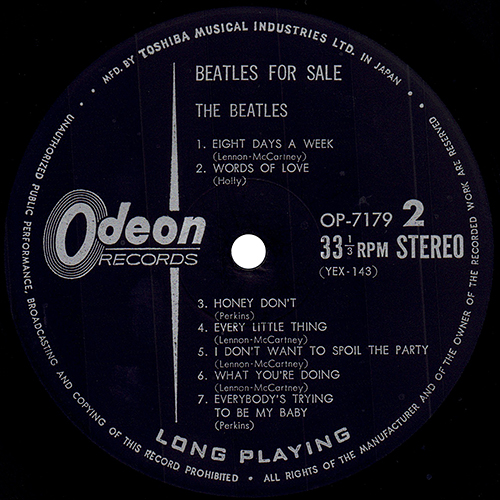 • MFD. BY TOSHIBA MUSICAL INDUSTRIES LTD. IN JAPAN •
BEATLES FOR SALE
THE BEATLES
1. EIGHT DAYS A WEEK
(Lennon-McCartney)
2. WORDS OF LOVE
(Holly)
Odeon
RECORDS
OP-7179 2
33 1/3 RPM STEREO
(YEX-143)
3. HONEY DON'T
(Perkins)
4. EVERY LITTLE THING
(Lennon-McCartney)
5. I DON'T WANT TO SPOIL THE PARTY
(Lennon-McCartney)
6. WHAT YOU'RE DOING
(Lennon-McCartney)
7. EVERYBODY'S TRYING
TO BE MY BABY
(Perkins)
LONG PLAYING
UNAUTHORIZED PUBLIC PERFORMANCE, BROADCASTING AND COPYING OF THIS RECORD PROHIBITED • ALL RIGHTS OF THE MANUFACTURER AND OF THE OWNER OF THE RECORDED WORK ARE RESERVED